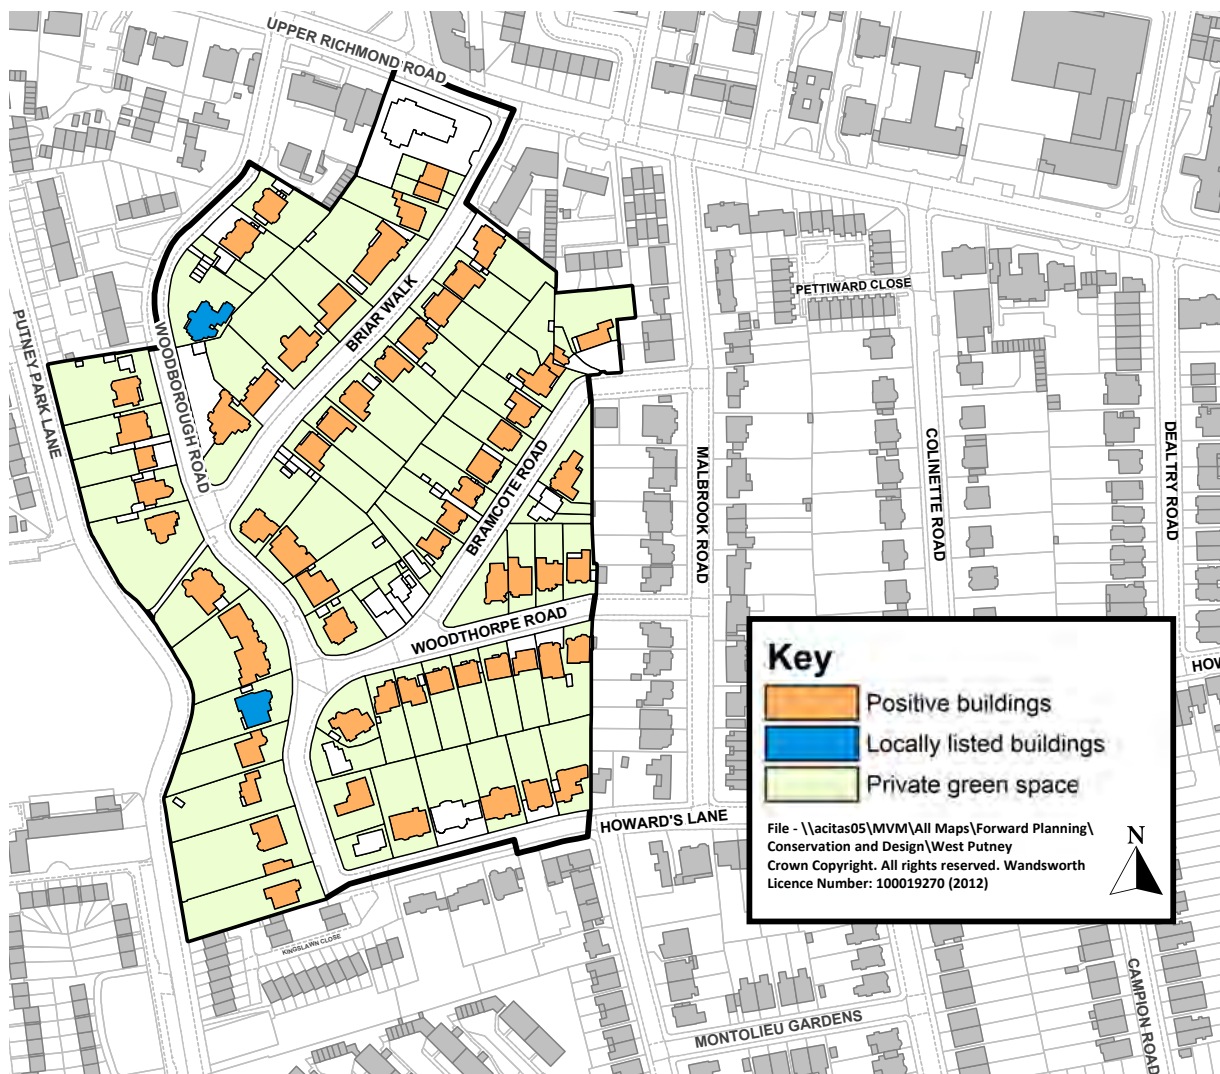 UPPER RICHMOND ROAD
BRIAR WALK
PETTIWARD CLOSE
PUTNEY PARK LANE
WOODBOROUGH ROAD
BRAMCOTE ROAD
MALBROOK ROAD
COLINETTE ROAD
DEALTRY ROAD
WOODTHORPE ROAD
HOW
HOWARD'S LANE
KINGSLAWN CLOSE
MONTOLIEU GARDENS
CAMPION ROAD
Key
Positive buildings
Locally listed buildings
Private green space
File - \\acitas05\MVM\All Maps\Forward Planning\
Conservation and Design\West Putney
Crown Copyright. All rights reserved. Wandsworth
Licence Number: 100019270 (2012)
N